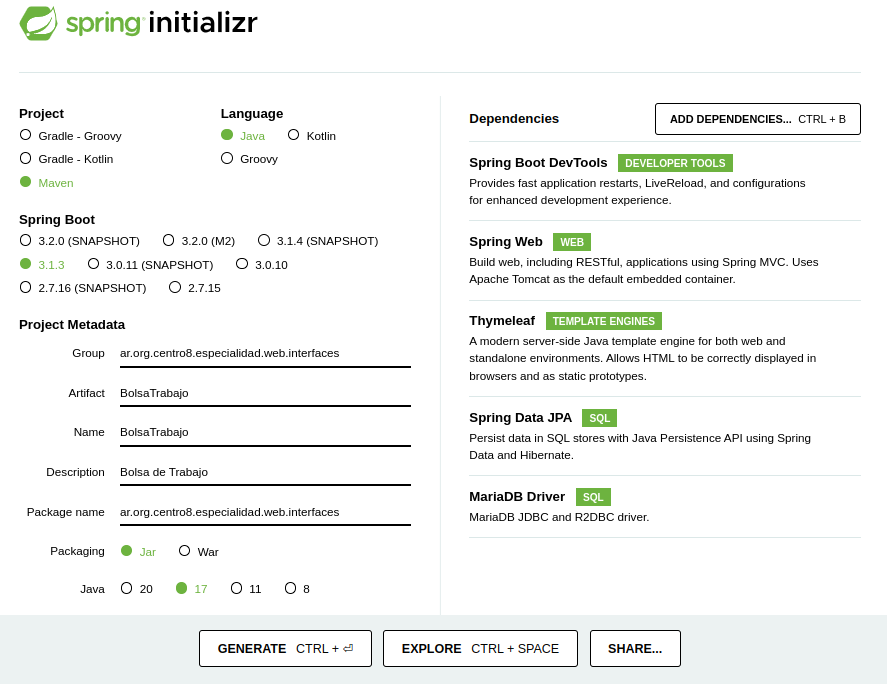 spring initializr
Project
Gradle - Groovy
Gradle - Kotlin
Maven
Language
Java Kotlin
Groovy
Spring Boot
3.2.0 (SNAPSHOT) 3.2.0 (M2) 3.1.4 (SNAPSHOT)
3.1.3 3.0.11 (SNAPSHOT) 3.0.10
2.7.16 (SNAPSHOT) 2.7.15
Project Metadata
Group ar.org.centro8.especialidad.web.interfaces
Artifact BolsaTrabajo
Name BolsaTrabajo
Description Bolsa de Trabajo
Package name ar.org.centro8.especialidad.web.interfaces
Packaging Jar War
Java 20 17 11 8
Dependencies ADD DEPENDENCIES... CTRL + B
Spring Boot DevTools DEVELOPER TOOLS
Provides fast application restarts, LiveReload, and configurations
for enhanced development experience.
Spring Web WEB
Build web, including RESTful, applications using Spring MVC. Uses
Apache Tomcat as the default embedded container.
Thymeleaf TEMPLATE ENGINES
A modern server-side Java template engine for both web and
standalone environments. Allows HTML to be correctly displayed in
browsers and as static prototypes.
Spring Data JPA SQL
Persist data in SQL stores with Java Persistence API using Spring
Data and Hibernate.
MariaDB Driver SQL
MariaDB JDBC and R2DBC driver.
GENERATE CTRL + ⏎ EXPLORE CTRL + SPACE SHARE...